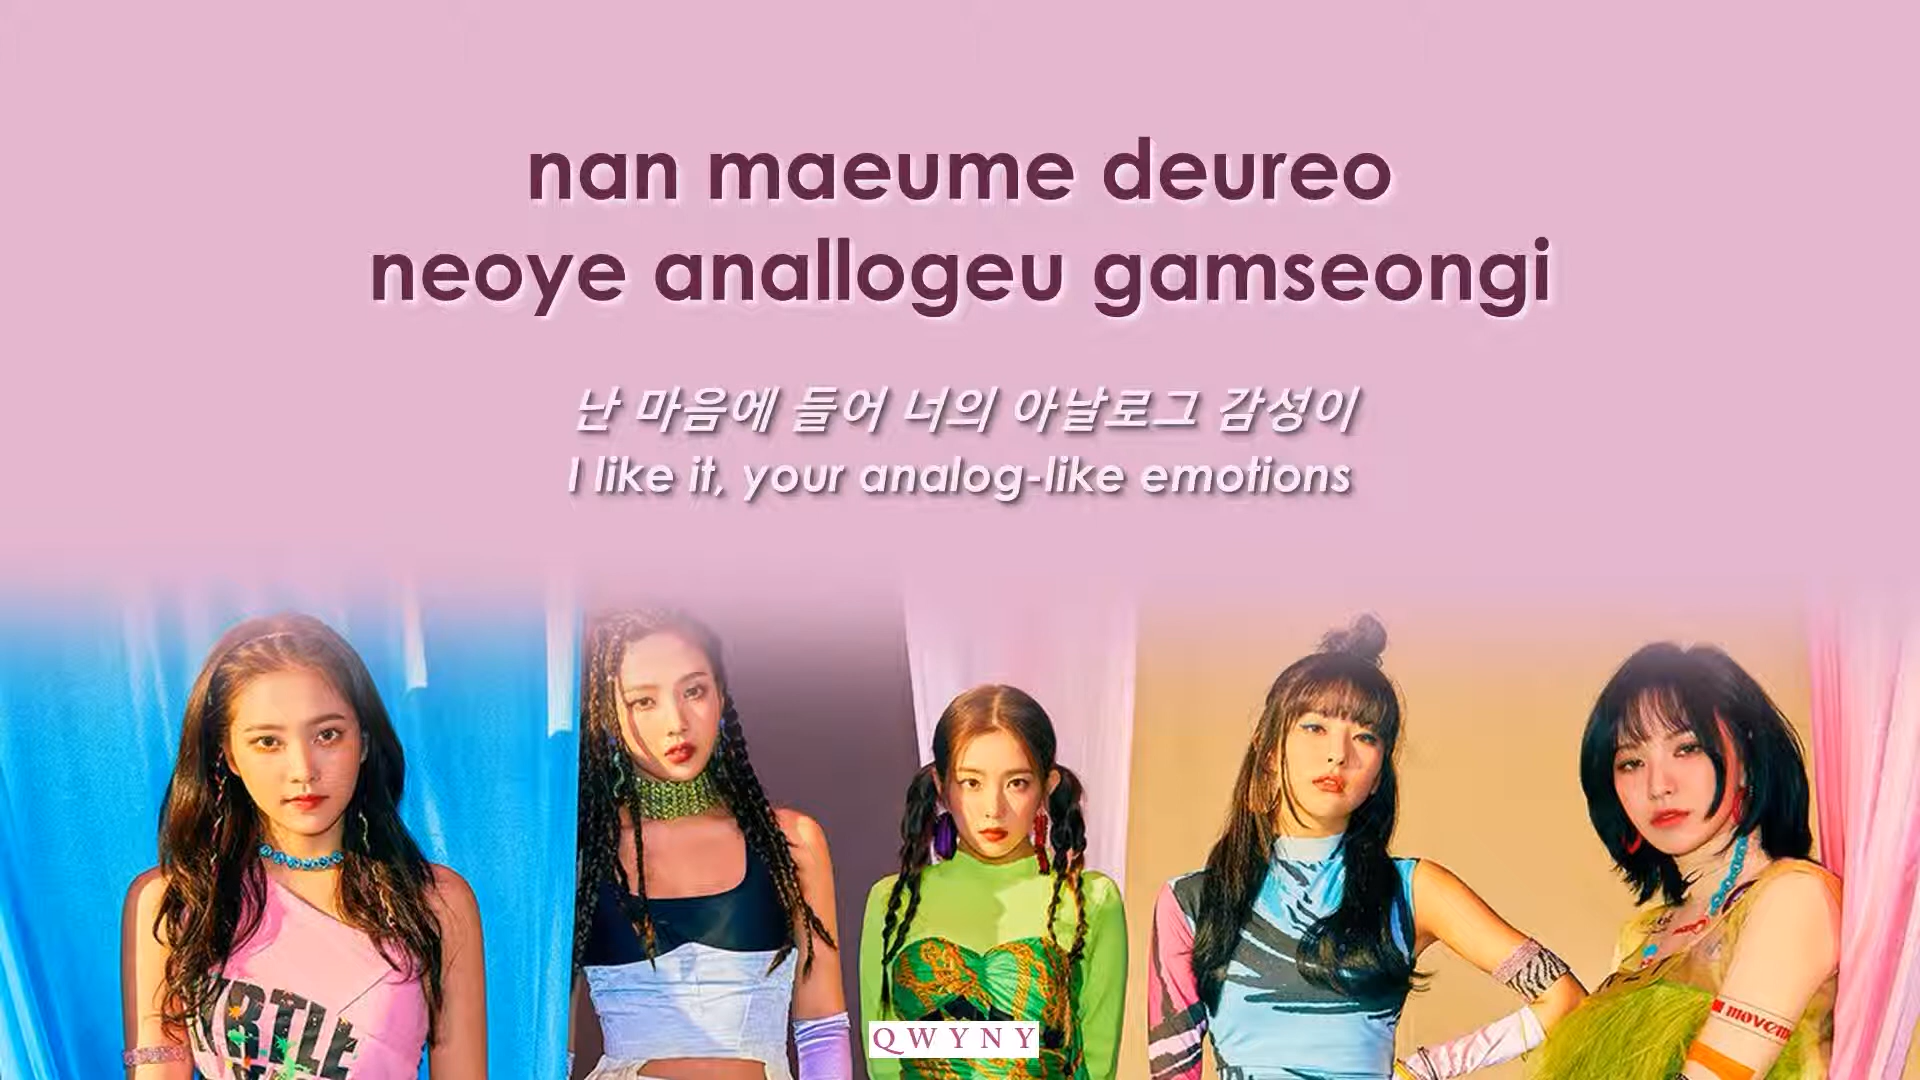 nan maeume deureo
neoye anallogeu gamseongi
난 마음에 들어 너의 아날로그 감성이
I like it, your analog-like emotions
QWYNY